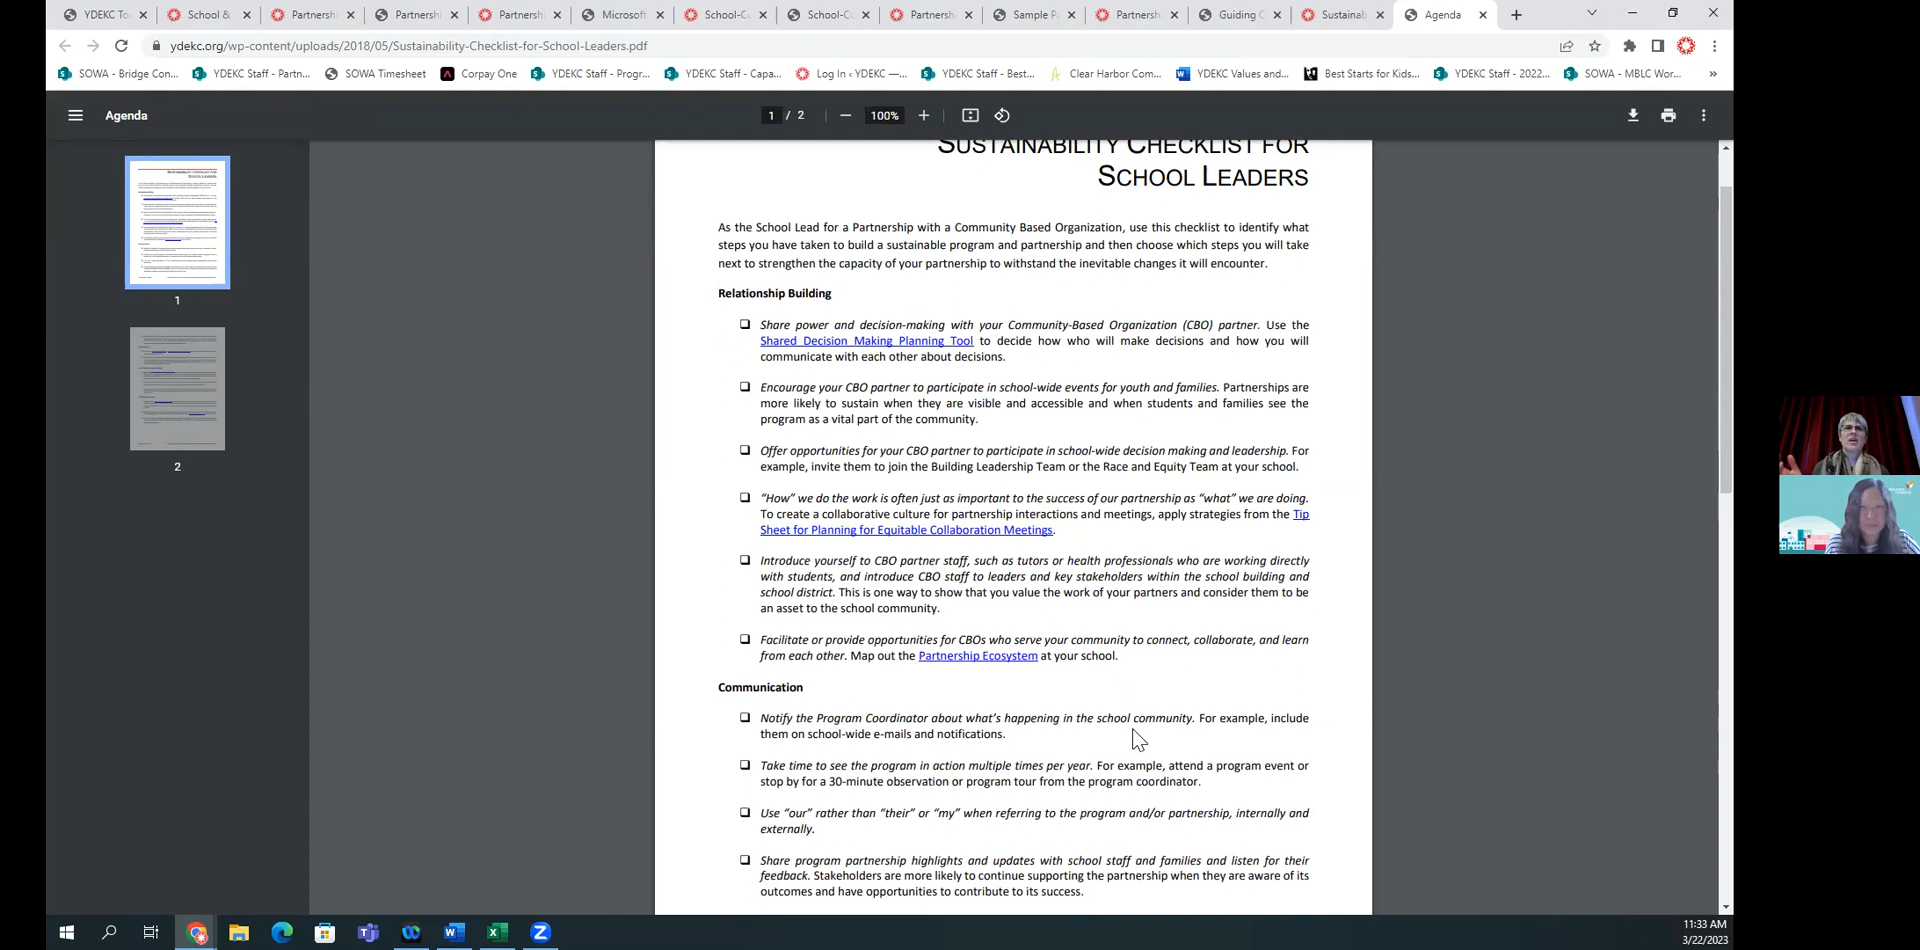 YDEKC To
School &
Partnersh
Partnersh
Partnersh
Microsoft
School-Co
School-Co
Partnersh
Sample P
Partnersh
Guiding C
Sustainab
Agenda
ydekc.org/wp-content/uploads/2018/05/Sustainability-Checklist-for-School-Leaders.pdf
SOWA - Bridge Con...
YDEKC Staff - Partn...
SOWA Timesheet
Corpay One
YDEKC Staff - Progr...
YDEKC Staff - Capa...
Log In ‹ YDEKC —...
YDEKC Staff - Best...
Clear Harbor Com...
YDEKC Values and...
Best Starts for Kids...
YDEKC Staff - 2022...
SOWA - MBLC Wor...
»
Agenda
1 / 2
100%
1
2
SUSTAINABILITY CHECKLIST FOR
SCHOOL LEADERS
As the School Lead for a Partnership with a Community Based Organization, use this checklist to identify what
steps you have taken to build a sustainable program and partnership and then choose which steps you will take
next to strengthen the capacity of your partnership to withstand the inevitable changes it will encounter.
Relationship Building
Share power and decision-making with your Community-Based Organization (CBO) partner. Use the
Shared Decision Making Planning Tool to decide how who will make decisions and how you will
communicate with each other about decisions.
Encourage your CBO partner to participate in school-wide events for youth and families. Partnerships are
more likely to sustain when they are visible and accessible and when students and families see the
program as a vital part of the community.
Offer opportunities for your CBO partner to participate in school-wide decision making and leadership. For
example, invite them to join the Building Leadership Team or the Race and Equity Team at your school.
“How” we do the work is often just as important to the success of our partnership as “what” we are doing.
To create a collaborative culture for partnership interactions and meetings, apply strategies from the Tip
Sheet for Planning for Equitable Collaboration Meetings.
Introduce yourself to CBO partner staff, such as tutors or health professionals who are working directly
with students, and introduce CBO staff to leaders and key stakeholders within the school building and
school district. This is one way to show that you value the work of your partners and consider them to be
an asset to the school community.
Facilitate or provide opportunities for CBOs who serve your community to connect, collaborate, and learn
from each other. Map out the Partnership Ecosystem at your school.
Communication
Notify the Program Coordinator about what’s happening in the school community. For example, include
them on school-wide e-mails and notifications.
Take time to see the program in action multiple times per year. For example, attend a program event or
stop by for a 30-minute observation or program tour from the program coordinator.
Use “our” rather than “their” or “my” when referring to the program and/or partnership, internally and
externally.
Share program partnership highlights and updates with school staff and families and listen for their
feedback. Stakeholders are more likely to continue supporting the partnership when they are aware of its
outcomes and have opportunities to contribute to its success.
11:33 AM
3/22/2023